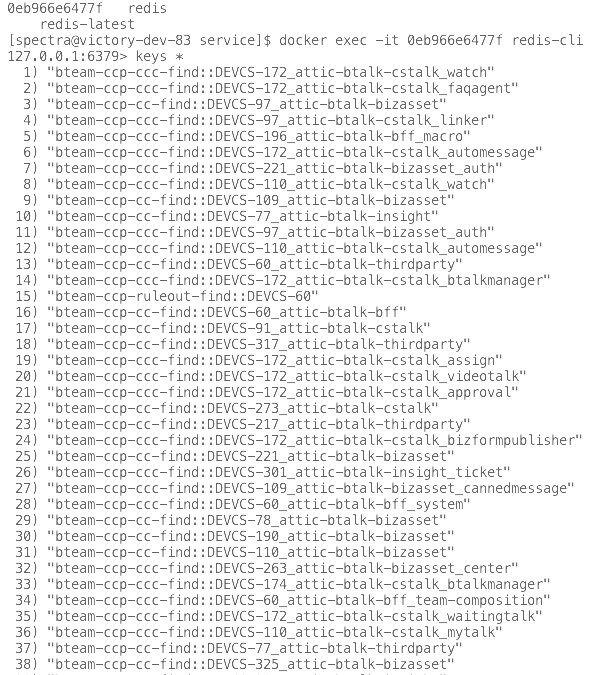 0eb966e6477f   redis
    redis-latest
[spectra@victory-dev-83 service]$ docker exec -it 0eb966e6477f redis-cli
127.0.0.1:6379> keys *
  1) "bteam-ccp-ccc-find::DEVCS-172_attic-btalk-cstalk_watch"
  2) "bteam-ccp-ccc-find::DEVCS-172_attic-btalk-cstalk_faqagent"
  3) "bteam-ccp-cc-find::DEVCS-97_attic-btalk-bizasset"
  4) "bteam-ccp-ccc-find::DEVCS-97_attic-btalk-cstalk_linker"
  5) "bteam-ccp-ccc-find::DEVCS-196_attic-btalk-bff_macro"
  6) "bteam-ccp-ccc-find::DEVCS-172_attic-btalk-cstalk_automessage"
  7) "bteam-ccp-ccc-find::DEVCS-221_attic-btalk-bizasset_auth"
  8) "bteam-ccp-ccc-find::DEVCS-110_attic-btalk-cstalk_watch"
  9) "bteam-ccp-cc-find::DEVCS-109_attic-btalk-bizasset"
 10) "bteam-ccp-cc-find::DEVCS-77_attic-btalk-insight"
 11) "bteam-ccp-ccc-find::DEVCS-97_attic-btalk-bizasset_auth"
 12) "bteam-ccp-ccc-find::DEVCS-110_attic-btalk-cstalk_automessage"
 13) "bteam-ccp-cc-find::DEVCS-60_attic-btalk-thirdparty"
 14) "bteam-ccp-ccc-find::DEVCS-172_attic-btalk-cstalk_btalkmanager"
 15) "bteam-ccp-ruleout-find::DEVCS-60"
 16) "bteam-ccp-cc-find::DEVCS-60_attic-btalk-bff"
 17) "bteam-ccp-cc-find::DEVCS-91_attic-btalk-cstalk"
 18) "bteam-ccp-cc-find::DEVCS-317_attic-btalk-thirdparty"
 19) "bteam-ccp-ccc-find::DEVCS-172_attic-btalk-cstalk_assign"
 20) "bteam-ccp-ccc-find::DEVCS-172_attic-btalk-cstalk_videotalk"
 21) "bteam-ccp-ccc-find::DEVCS-172_attic-btalk-cstalk_approval"
 22) "bteam-ccp-cc-find::DEVCS-273_attic-btalk-cstalk"
 23) "bteam-ccp-cc-find::DEVCS-217_attic-btalk-thirdparty"
 24) "bteam-ccp-ccc-find::DEVCS-172_attic-btalk-cstalk_bizformpublisher"
 25) "bteam-ccp-cc-find::DEVCS-221_attic-btalk-bizasset"
 26) "bteam-ccp-ccc-find::DEVCS-301_attic-btalk-insight_ticket"
 27) "bteam-ccp-ccc-find::DEVCS-109_attic-btalk-bizasset_cannedmessage"
 28) "bteam-ccp-ccc-find::DEVCS-60_attic-btalk-bff_system"
 29) "bteam-ccp-cc-find::DEVCS-78_attic-btalk-bizasset"
 30) "bteam-ccp-cc-find::DEVCS-190_attic-btalk-bizasset"
 31) "bteam-ccp-cc-find::DEVCS-110_attic-btalk-bizasset"
 32) "bteam-ccp-ccc-find::DEVCS-263_attic-btalk-bizasset_center"
 33) "bteam-ccp-ccc-find::DEVCS-174_attic-btalk-cstalk_btalkmanager"
 34) "bteam-ccp-ccc-find::DEVCS-60_attic-btalk-bff_team-composition"
 35) "bteam-ccp-ccc-find::DEVCS-172_attic-btalk-cstalk_waitingtalk"
 36) "bteam-ccp-ccc-find::DEVCS-110_attic-btalk-cstalk_mytalk"
 37) "bteam-ccp-cc-find::DEVCS-77_attic-btalk-thirdparty"
 38) "bteam-ccp-cc-find::DEVCS-325_attic-btalk-bizasset"